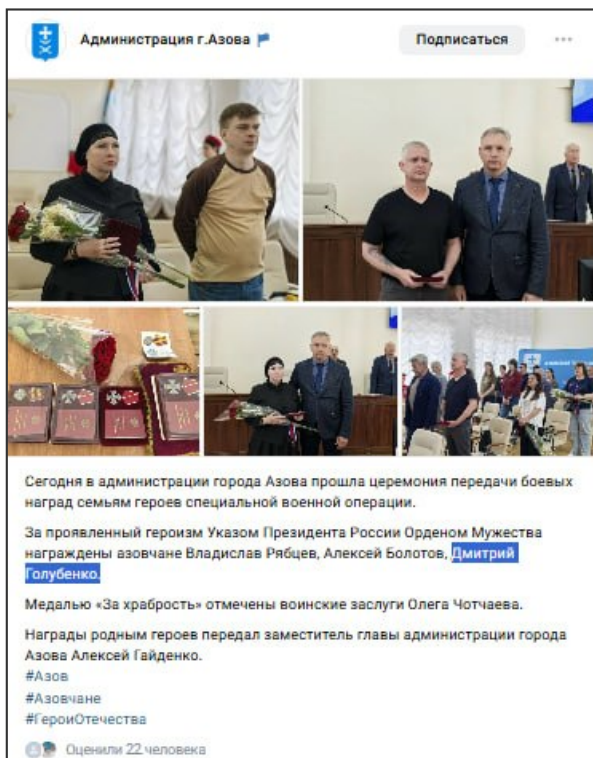 Администрация г.Азова
Подписаться
Сегодня в администрации города Азова прошла церемония передачи боевых
наград семьям героев специальной военной операции.
За проявленный героизм Указом Президента России Орденом Мужества
награждены азовчане Владислав Рябцев, Алексей Болотов, Дмитрий
Голубенко.
Медалью «За храбрость» отмечены воинские заслуги Олега Чотчаева.
Награды родным героев передал заместитель главы администрации города
Азова Алексей Гайденко.
#Азов
#Азовчане
#ГероиОтечества
Оценили 22 человека